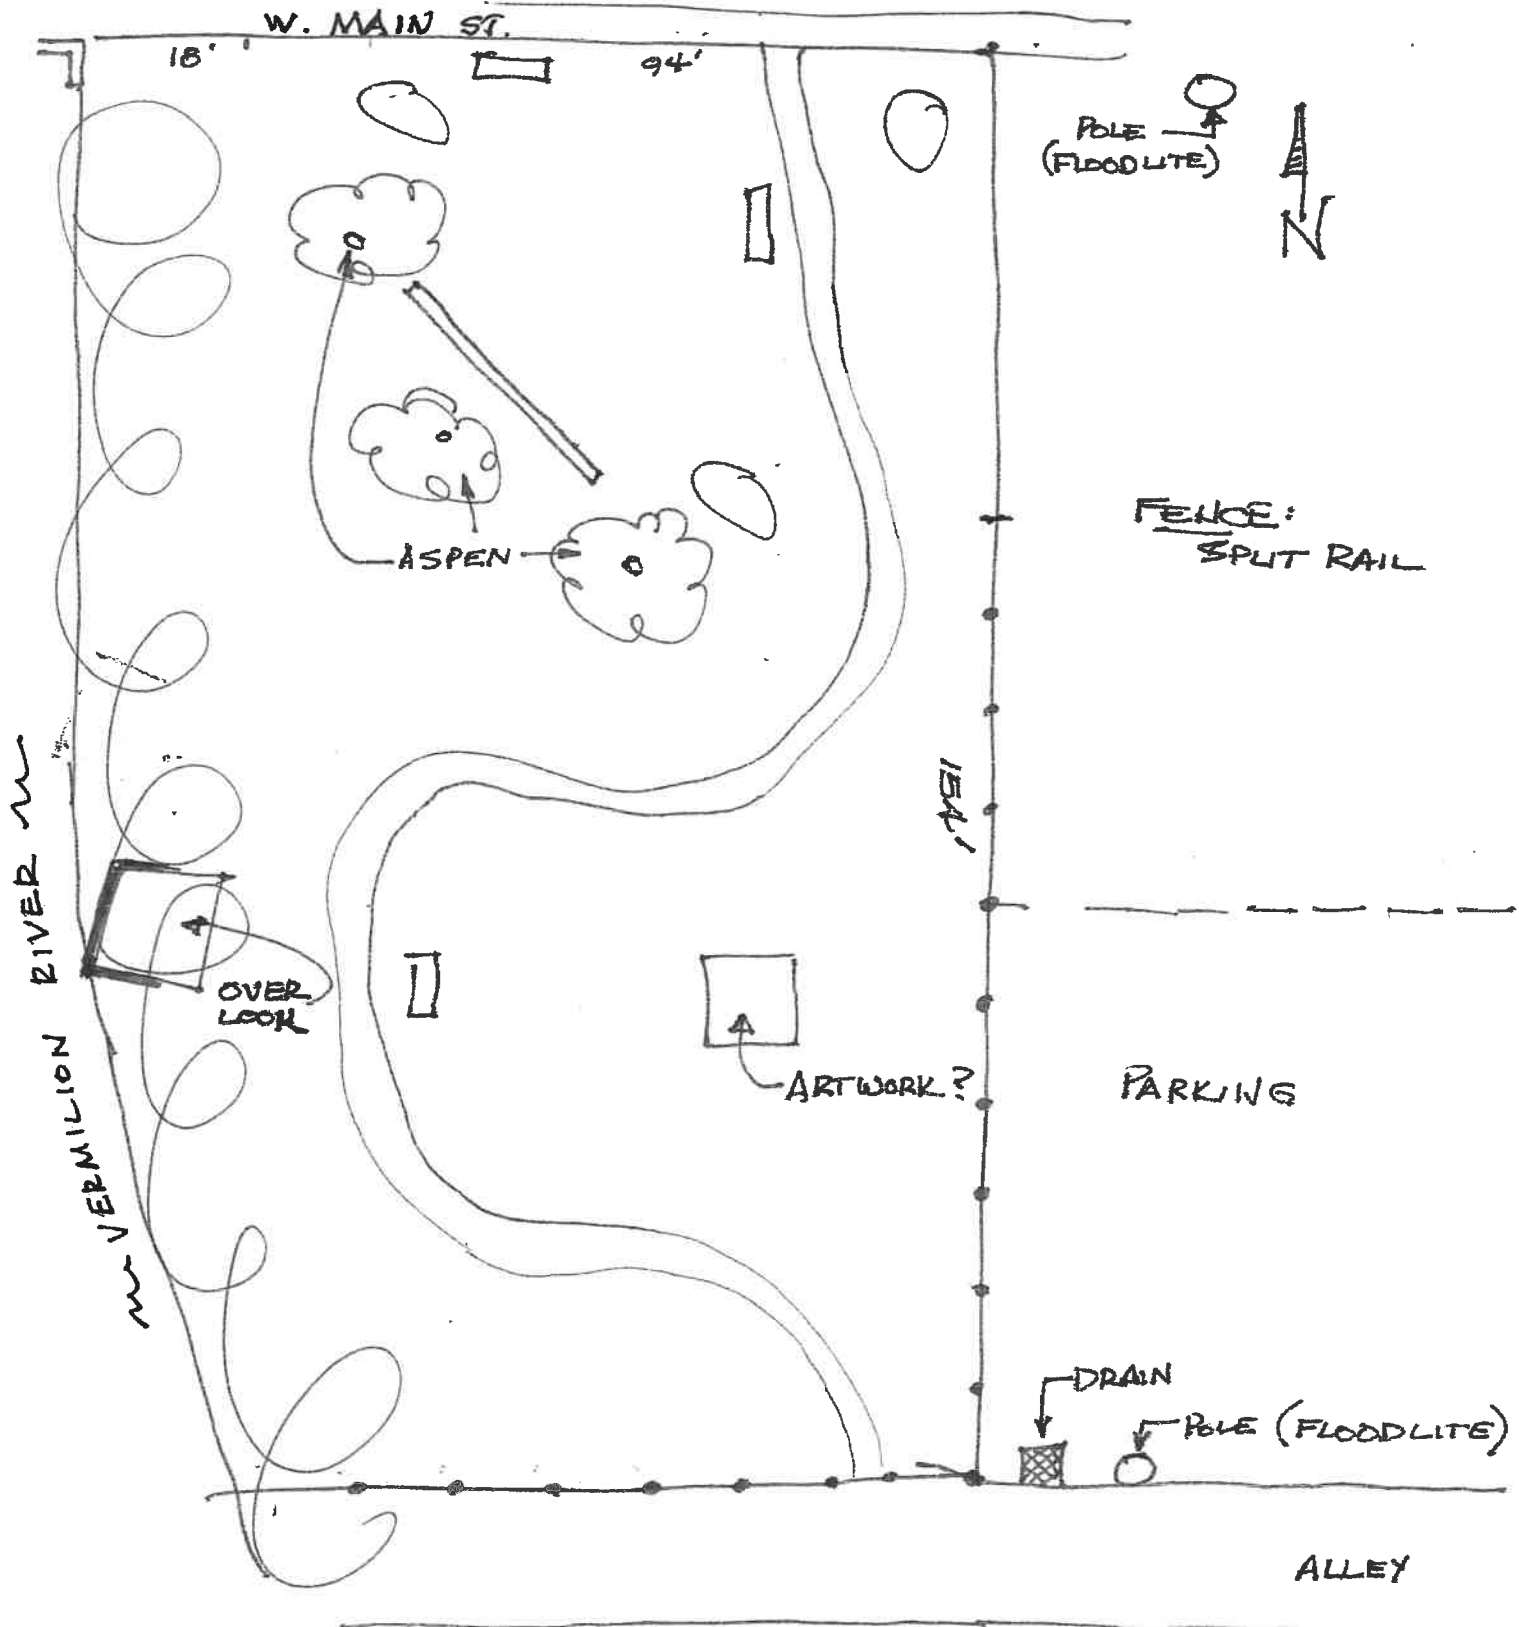 W. MAIN ST.
18'
94'
POLE
(FLOODLITE)
N
FENCE:
SPLIT RAIL
ASPEN
151'
~ VERMILION RIVER ~
OVER
LOOK
ARTWORK?
PARKING
DRAIN
POLE (FLOODLITE)
ALLEY